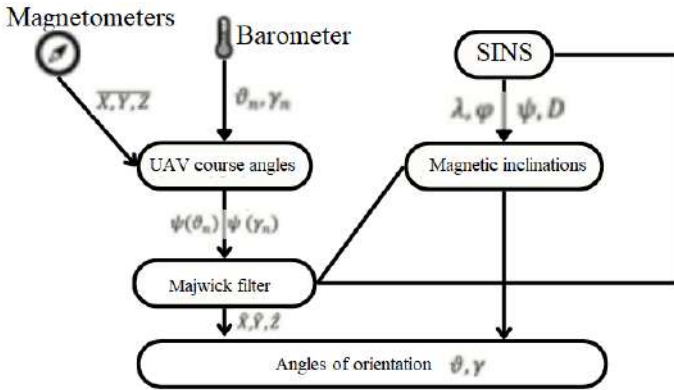 Magnetometers
Barometer
SINS
X,Y,Z
ϑₙ,γₙ
λ,φ ψ,D
UAV course angles
Magnetic inclinations
ψ(ϑₙ) ψ(γₙ)
Majwick filter
X̂,Ŷ,Ẑ
Angles of orientation ϑ,γ